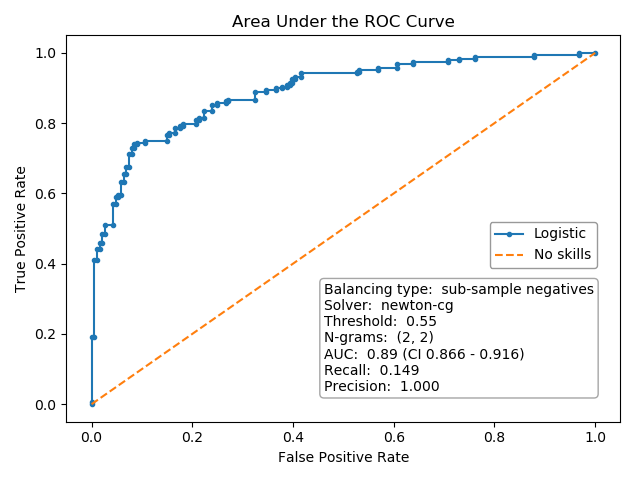 Area Under the ROC Curve
True Positive Rate
1.0
0.8
0.6
0.4
0.2
0.0
Logistic
No skills
Balancing type:  sub-sample negatives
Solver:  newton-cg
Threshold:  0.55
N-grams:  (2, 2)
AUC:  0.89 (CI 0.866 - 0.916)
Recall:  0.149
Precision:  1.000
0.0 0.2 0.4 0.6 0.8 1.0
False Positive Rate